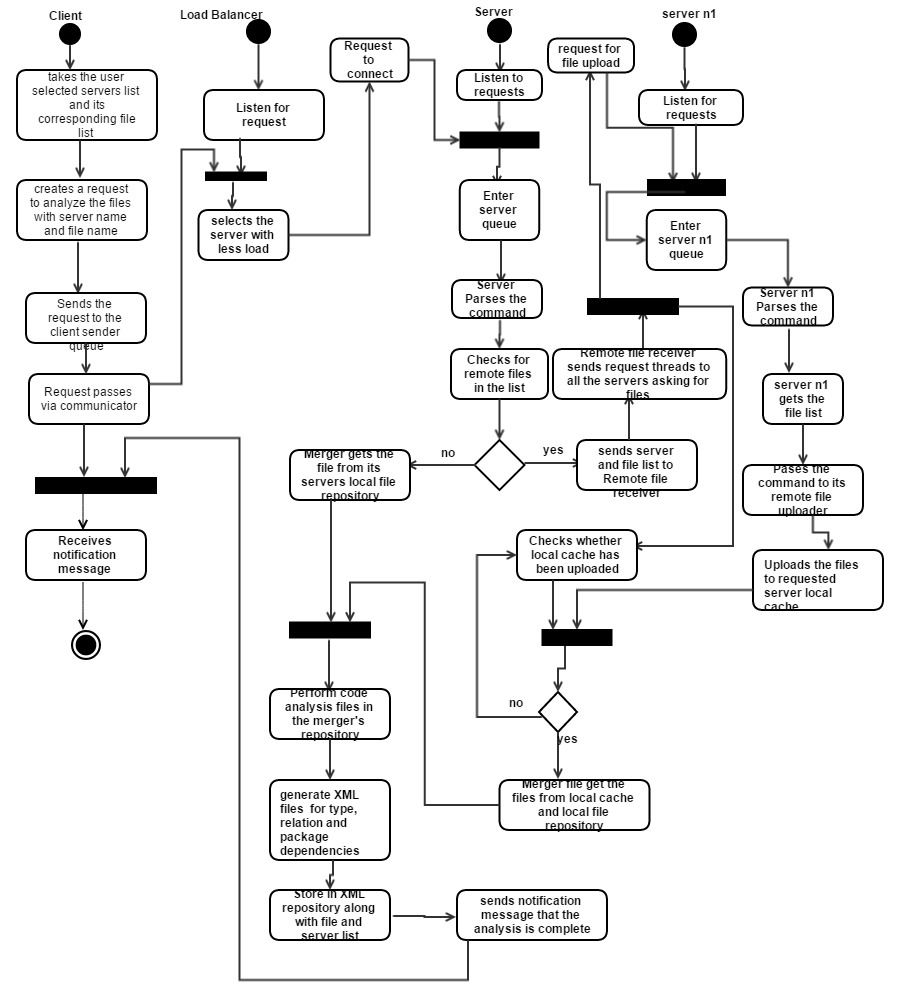 Client
takes the user
selected servers list
and its
corresponding file
list
creates a request
to analyze the files
with server name
and file name
Sends the
request to the
client sender
queue
Request passes
via communicator
Receives
notification
message
Load Balancer
Listen for
request
selects the
server with
less load
Request
to
connect
Server
Listen to
requests
Enter
server
queue
Server
Parses the
command
Checks for
remote files
in the list
no
yes
Merger gets the
file from its
servers local file
repository
sends server
and file list to
Remote file
receiver
Remote file receiver
sends request threads to
all the servers asking for
files
request for
file upload
server n1
Listen for
requests
Enter
server n1
queue
Server n1
Parses the
command
server n1
gets the
file list
Pases the
command to its
remote file
uploader
Uploads the files
to requested
server local
cache
Checks whether
local cache has
been uploaded
no
yes
Merger file get the
files from local cache
and local file
repository
Perform code
analysis files in
the merger's
repository
generate XML
files for type,
relation and
package
dependencies
Store in XML
repository along
with file and
server list
sends notification
message that the
analysis is complete